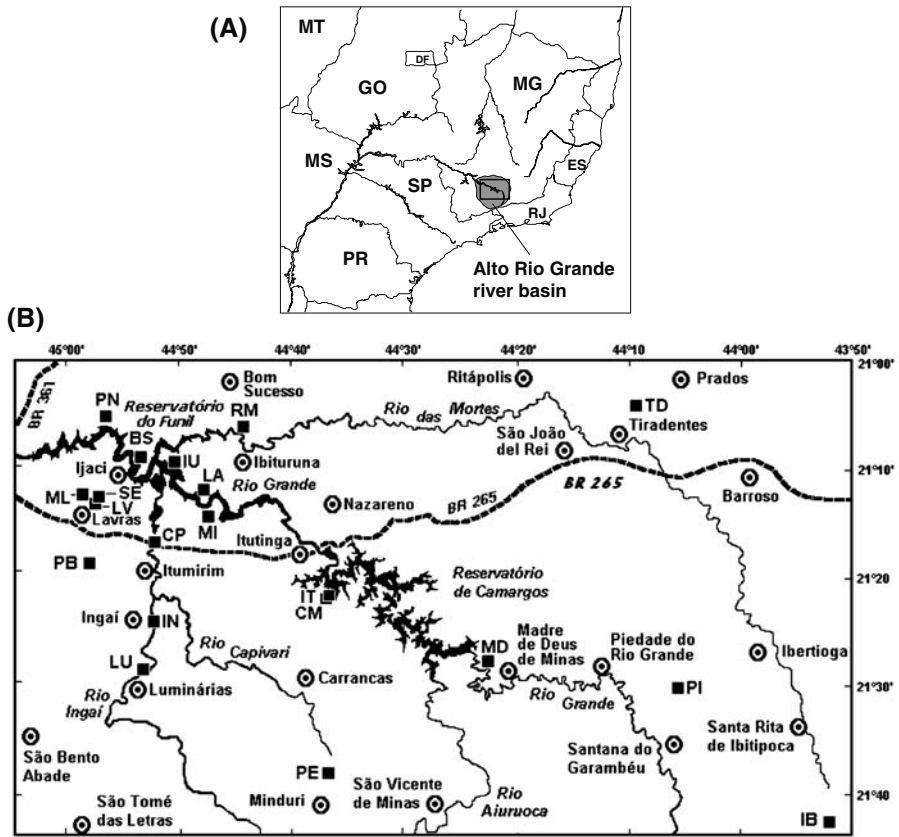 (A)
MT
DF
GO
MG
MS
ES
SP
RJ
PR
Alto Rio Grande
river basin
(B)
45°00'
44°50'
44°40'
44°30'
44°20'
44°10'
44°00'
43°50'
21°00'
BR 361
PN
Bom
Sucesso
Ritápolis
Prados
Reservatório
do Funil
RM
Rio
das Mortes
TD
Tiradentes
BS
IU
São João
del Rei
Ijaci
LA
Ibituruna
Rio Grande
21°10'
ML
SE
LV
Lavras
MI
Nazareno
BR 265
BR 265
Barroso
CP
Itutinga
PB
Itumirim
Reservatório
de Camargos
21°20'
IT
CM
Ingaí
IN
Rio
Capivari
MD
Madre
de Deus
de Minas
Piedade do
Rio Grande
Ibertioga
LU
Luminárias
Carrancas
Rio
Grande
PI
21°30'
Rio
Ingaí
Santana do
Garambéu
Santa Rita
de Ibitipoca
São Bento
Abade
PE
Minduri
São Vicente
de Minas
Rio
Aiuruoca
21°40'
São Tomé
das Letras
IB